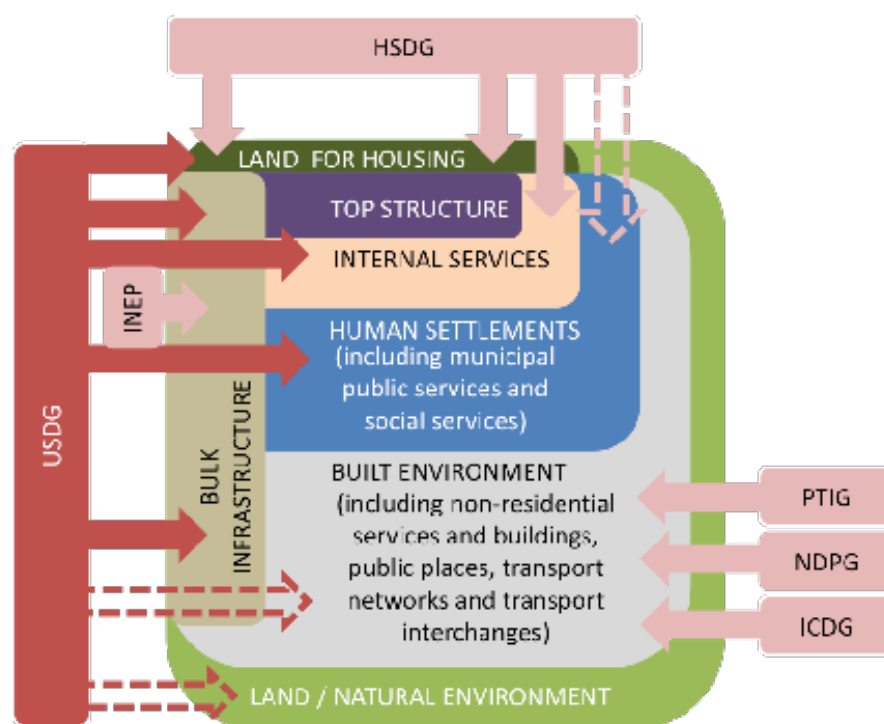 HSDG
LAND FOR HOUSING
TOP STRUCTURE
INTERNAL SERVICES
INEP
HUMAN SETTLEMENTS
(including municipal
public services and
social services)
USDG
BULK
INFRASTRUCTURE
BUILT ENVIRONMENT
(including non-residential
services and buildings,
public places, transport
networks and transport
interchanges)
PTIG
NDPG
ICDG
LAND / NATURAL ENVIRONMENT